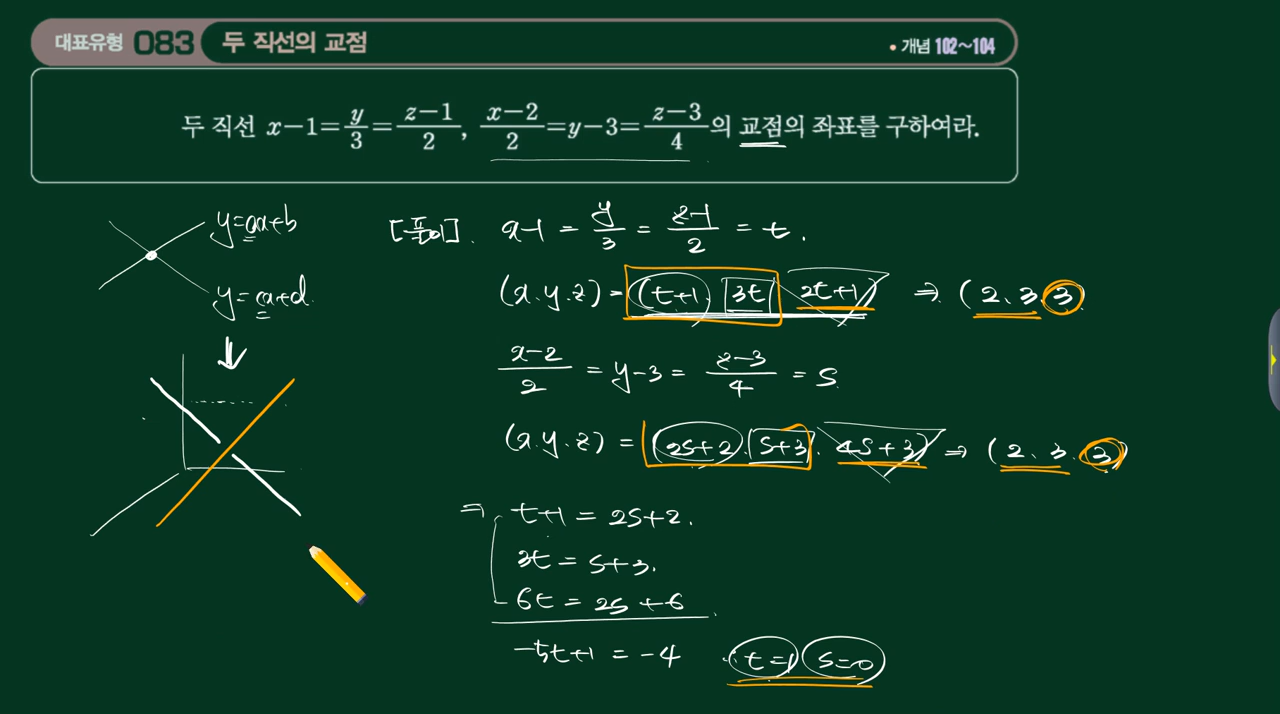 대표유형 083 두 직선의 교점 • 개념 102~104
두 직선 x-1=y/3=(z-1)/2, (x-2)/2=y-3=(z-3)/4의 교점의 좌표를 구하여라.
y=ax+b
y=cx+d
[풀이]. x-1 = y/3 = (z-1)/2 = t.
(x.y.z) = (t+1. 3t. 2t+1) ⇒ (2.3.3)
(x-2)/2 = y-3 = (z-3)/4 = s
(x.y.z) = (2s+2. s+3. 4s+3) ⇒ (2.3.3)
⇒ t+1 = 2s+2.
3t = s+3.
6t = 2s+6
-5t+1 = -4 ∴ t=1 s=0